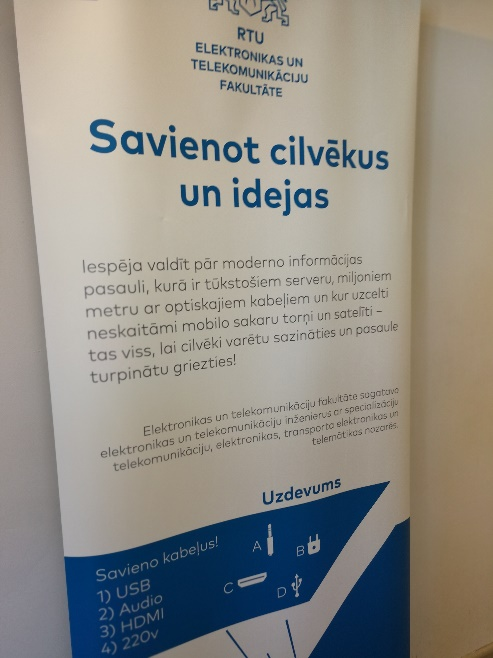 RTU
ELEKTRONIKAS UN
TELEKOMUNIKĀCIJU
FAKULTĀTE
Savienot cilvēkus
un idejas
Iespēja valdīt pār moderno informācijas
pasauli, kurā ir tūkstošiem serveru, miljoniem
metru ar optiskajiem kabeļiem un kur uzcelti
neskaitāmi mobilo sakaru torņi un satelīti –
tas viss, lai cilvēki varētu sazināties un pasaule
turpinātu griezties!
Elektronikas un telekomunikāciju fakultāte sagatavo
elektronikas un telekomunikāciju inženierus ar specializāciju
telekomunikāciju, elektronikas, transporta elektronikas un
telemātikas nozarēs.
Uzdevums
Savieno kabeļus!
1) USB
2) Audio
3) HDMI
4) 220v
A
B
C
D